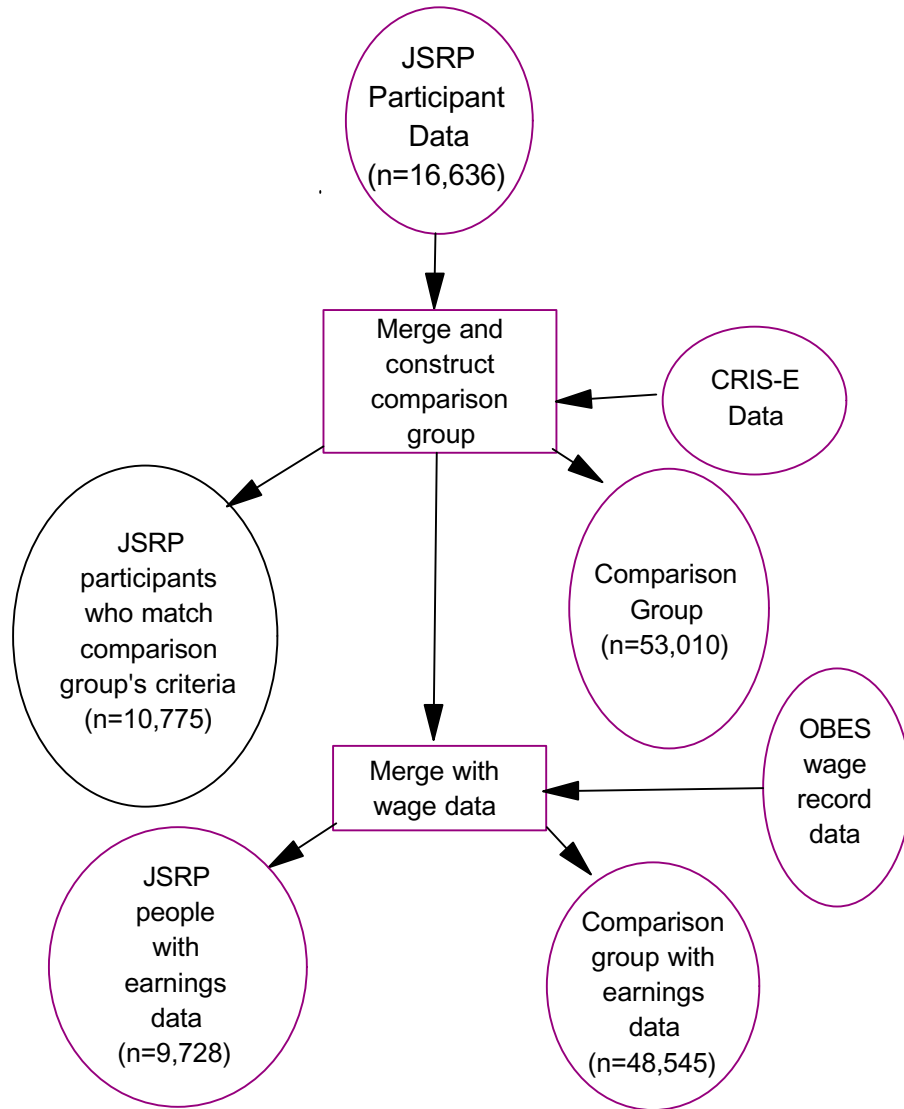 JSRP
Participant
Data
(n=16,636)
Merge and
construct
comparison
group
CRIS-E
Data
JSRP
participants
who match
comparison
group's criteria
(n=10,775)
Comparison
Group
(n=53,010)
OBES
wage
record
data
Merge with
wage data
JSRP
people
with
earnings
data
(n=9,728)
Comparison
group with
earnings
data
(n=48,545)